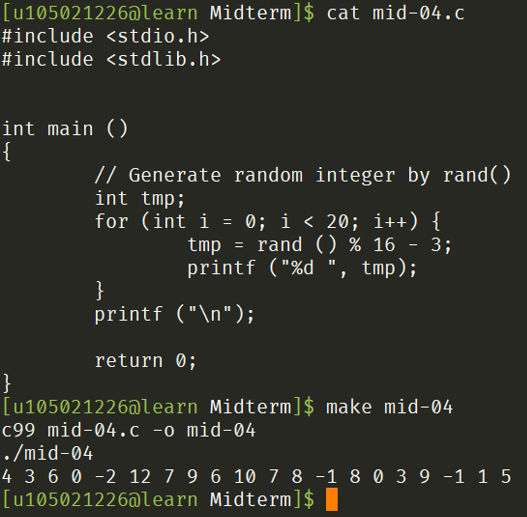 [u105021226@learn Midterm]$ cat mid-04.c
#include <stdio.h>
#include <stdlib.h>
int main ()
{
// Generate random integer by rand()
int tmp;
for (int i = 0; i < 20; i++) {
tmp = rand () % 16 - 3;
printf ("%d ", tmp);
}
printf ("\n");
return 0;
}
[u105021226@learn Midterm]$ make mid-04
c99 mid-04.c -o mid-04
./mid-04
4 3 6 0 -2 12 7 9 6 10 7 8 -1 8 0 3 9 -1 1 5
[u105021226@learn Midterm]$